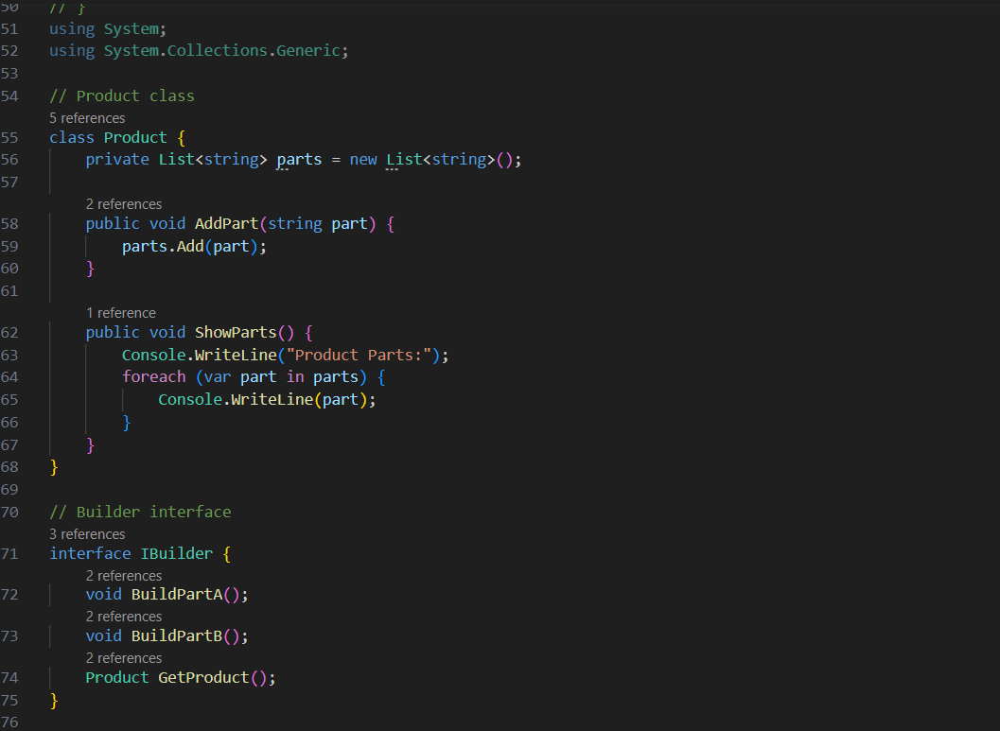 50 // }
51 using System;
52 using System.Collections.Generic;
53
54 // Product class
5 references
55 class Product {
56 private List<string> parts = new List<string>();
57
2 references
58 public void AddPart(string part) {
59 parts.Add(part);
60 }
61
1 reference
62 public void ShowParts() {
63 Console.WriteLine("Product Parts:");
64 foreach (var part in parts) {
65 Console.WriteLine(part);
66 }
67 }
68 }
69
70 // Builder interface
3 references
71 interface IBuilder {
2 references
72 void BuildPartA();
2 references
73 void BuildPartB();
2 references
74 Product GetProduct();
75 }
76